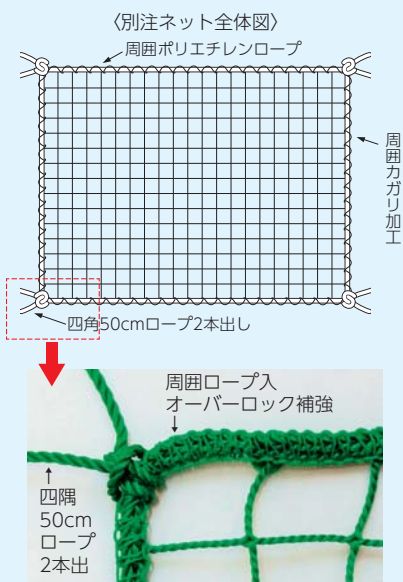 〈別注ネット全体図〉
周囲ポリエチレンロープ
周囲カガリ加工
四角50cmロープ2本出し
周囲ロープ入
オーバーロック補強
四隅
50cm
ロープ
2本出